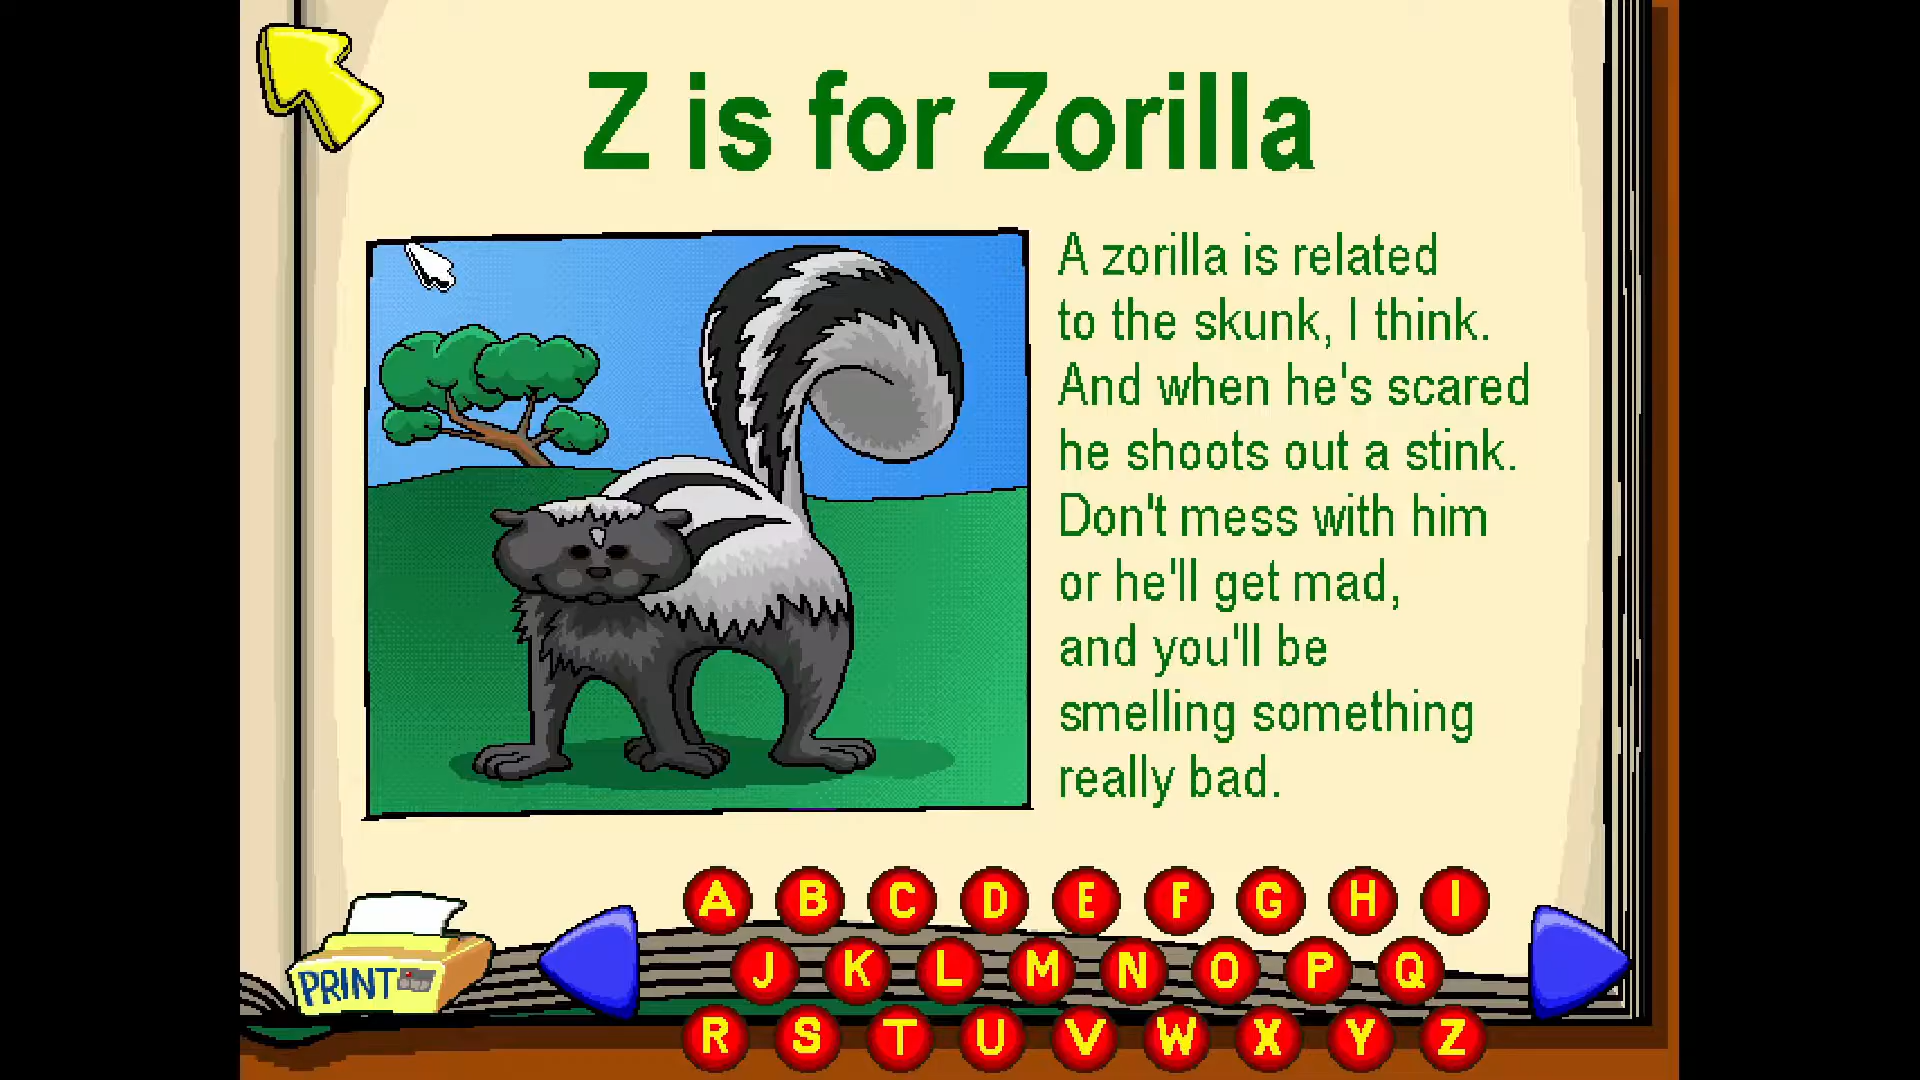 Z is for Zorilla
A zorilla is related
to the skunk, I think.
And when he's scared
he shoots out a stink.
Don't mess with him
or he'll get mad,
and you'll be
smelling something
really bad.
PRINT
A B C D E F G H I
J K L M N O P Q
R S T U V W X Y Z